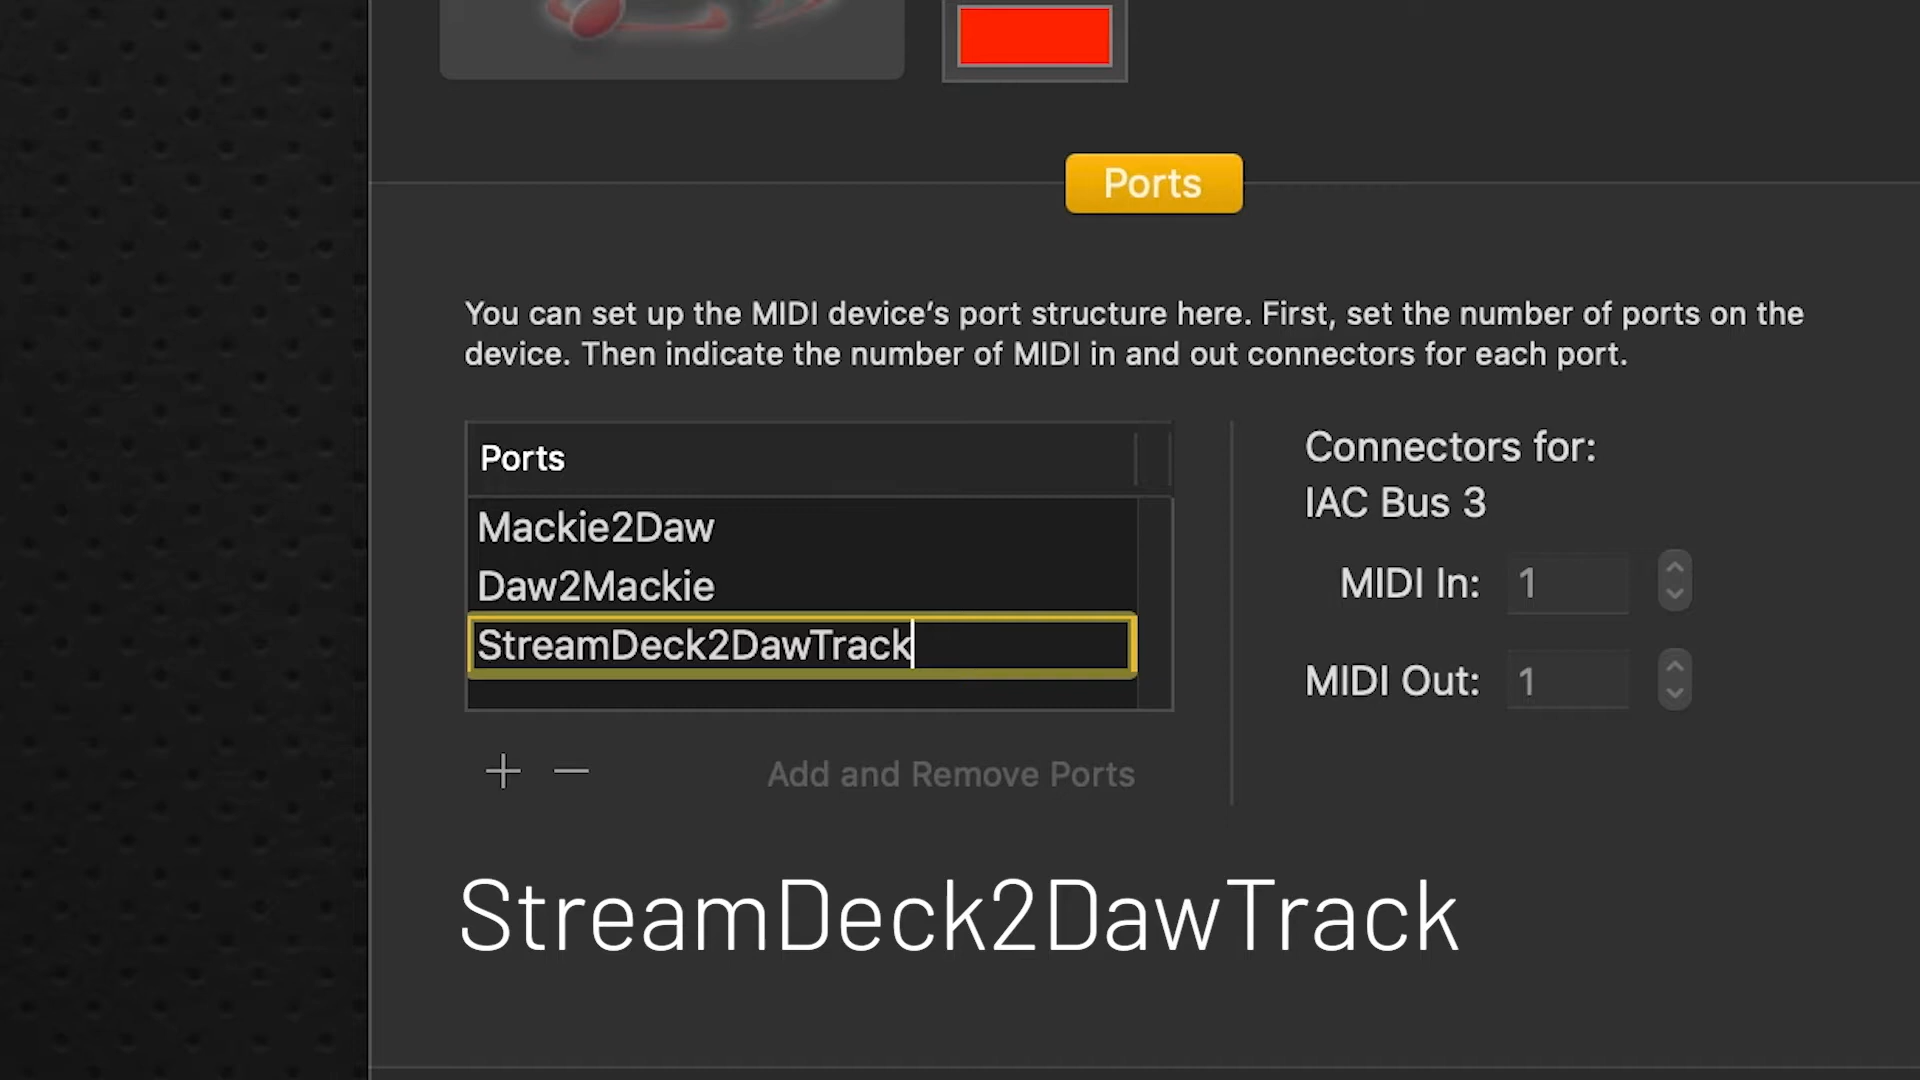 Ports
You can set up the MIDI device’s port structure here. First, set the number of ports on the
device. Then indicate the number of MIDI in and out connectors for each port.
Ports
Mackie2Daw
Daw2Mackie
StreamDeck2DawTrack
Add and Remove Ports
Connectors for:
IAC Bus 3
MIDI In: 1
MIDI Out: 1
StreamDeck2DawTrack